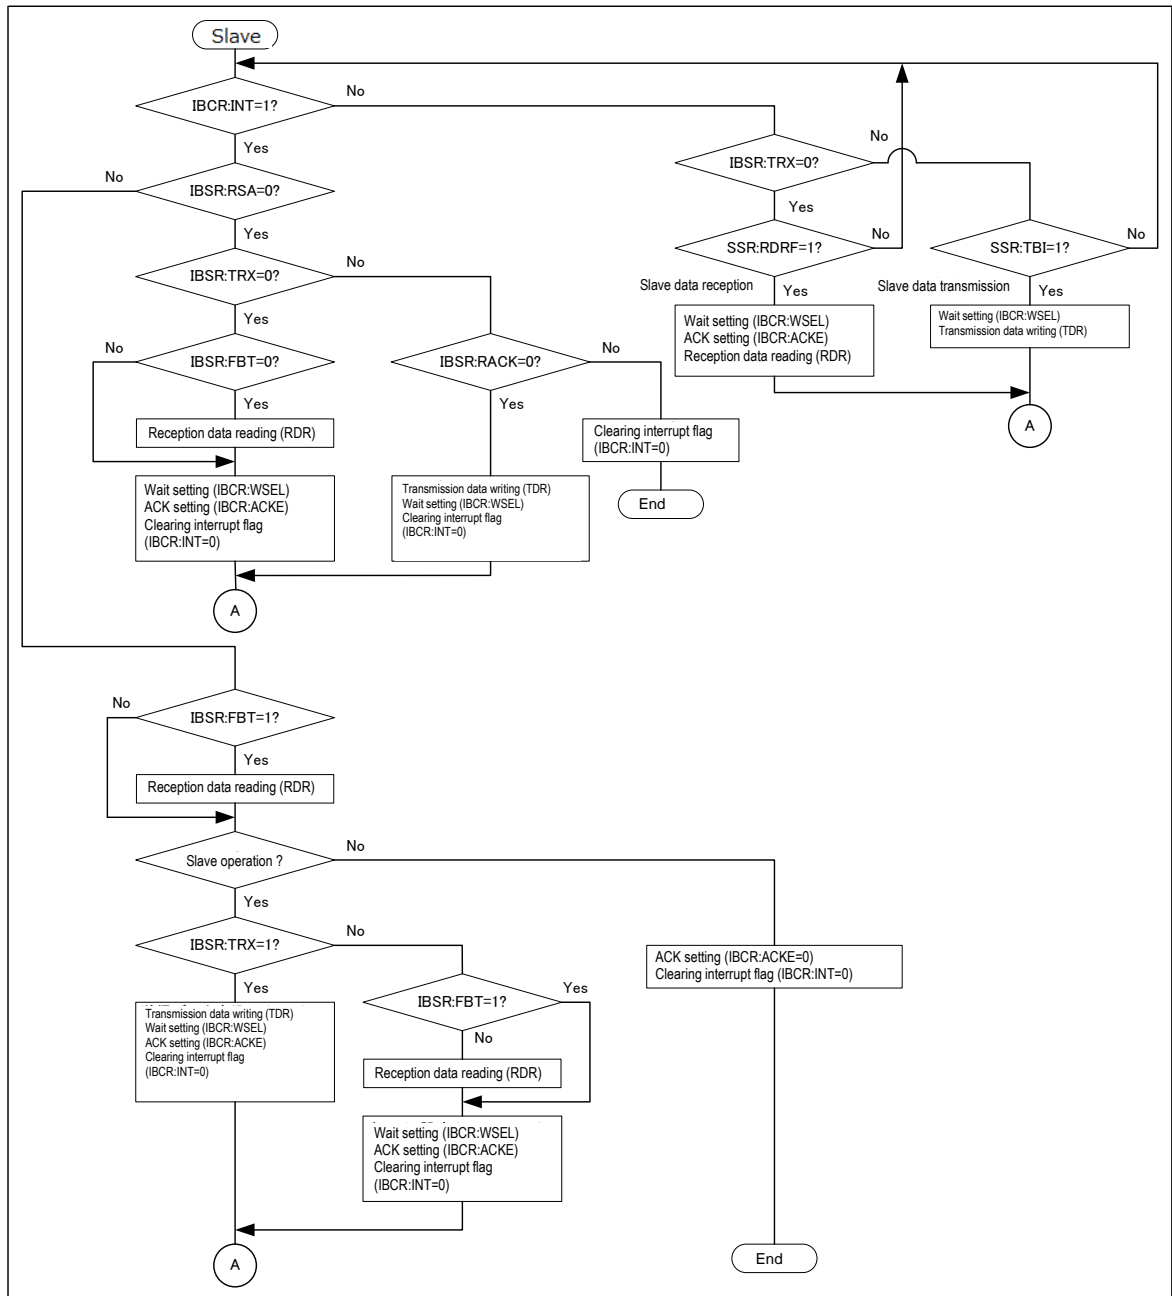 Slave
IBCR:INT=1?
No
Yes
No
IBSR:TRX=0?
No
IBSR:RSA=0?
Yes
Yes
SSR:RDRF=1?
No
SSR:TBI=1?
No
IBSR:TRX=0?
No
Slave data reception
Yes
Slave data transmission
Yes
Yes
Wait setting (IBCR:WSEL)
ACK setting (IBCR:ACKE)
Reception data reading (RDR)
Wait setting (IBCR:WSEL)
Transmission data writing (TDR)
No
IBSR:FBT=0?
IBSR:RACK=0?
No
Yes
Yes
A
Reception data reading (RDR)
Clearing interrupt flag
(IBCR:INT=0)
Wait setting (IBCR:WSEL)
ACK setting (IBCR:ACKE)
Clearing interrupt flag
(IBCR:INT=0)
Transmission data writing (TDR)
Wait setting (IBCR:WSEL)
Clearing interrupt flag
(IBCR:INT=0)
End
A
No
IBSR:FBT=1?
Yes
Reception data reading (RDR)
Slave operation ?
No
Yes
IBSR:TRX=1?
No
ACK setting (IBCR:ACKE=0)
Clearing interrupt flag (IBCR:INT=0)
Yes
IBSR:FBT=1?
Yes
Transmission data writing (TDR)
Wait setting (IBCR:WSEL)
ACK setting (IBCR:ACKE)
Clearing interrupt flag
(IBCR:INT=0)
No
Reception data reading (RDR)
Wait setting (IBCR:WSEL)
ACK setting (IBCR:ACKE)
Clearing interrupt flag
(IBCR:INT=0)
A
End